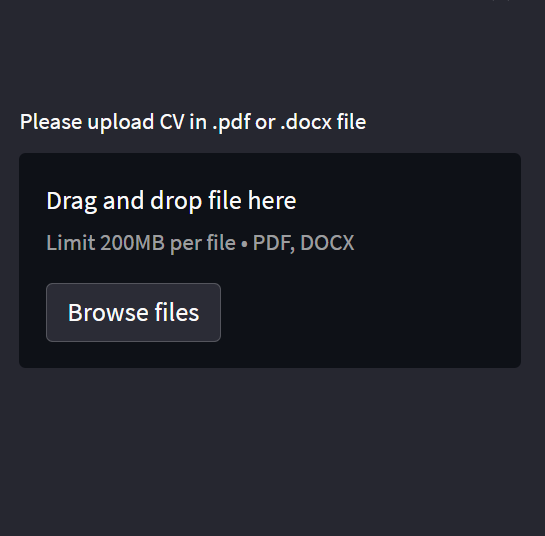 Please upload CV in .pdf or .docx file
Drag and drop file here
Limit 200MB per file • PDF, DOCX
Browse files